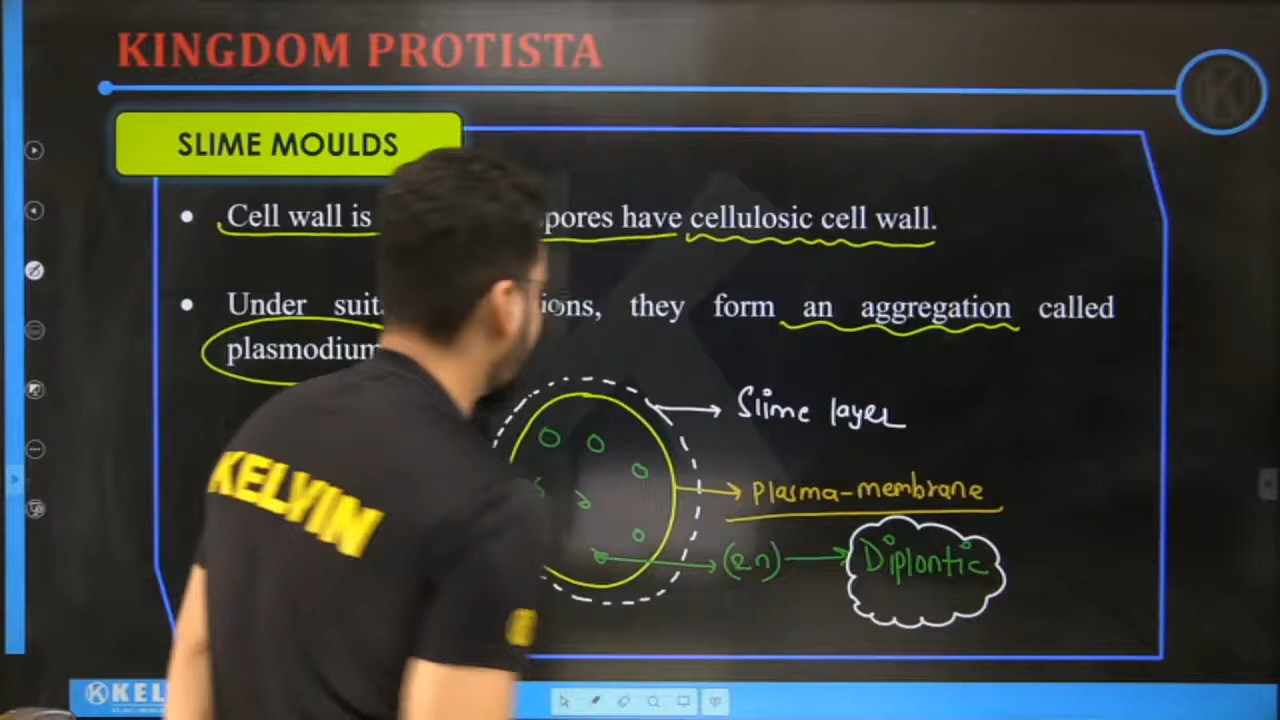 KINGDOM PROTISTA
SLIME MOULDS
Cell wall is pores have cellulosic cell wall.
Under suit ions, they form an aggregation called
plasmodium
Slime layer
Plasma-membrane
(2n) Diplontic
KELVIN
KEL